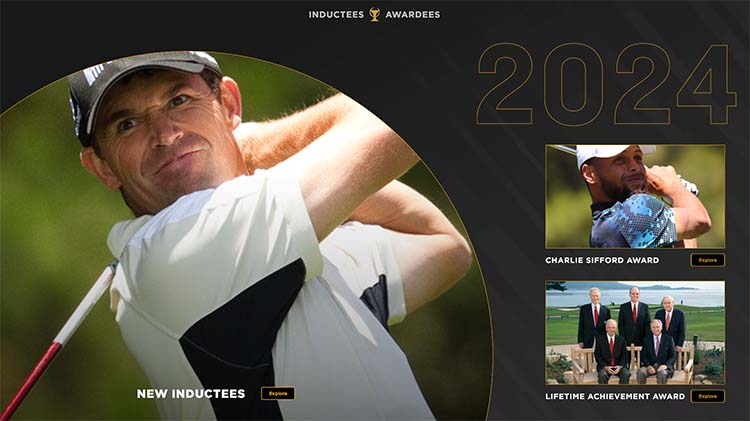 INDUCTEES AWARDEES
2024
CHARLIE SIFFORD AWARD
Explore
LIFETIME ACHIEVEMENT AWARD
Explore
NEW INDUCTEES
Explore